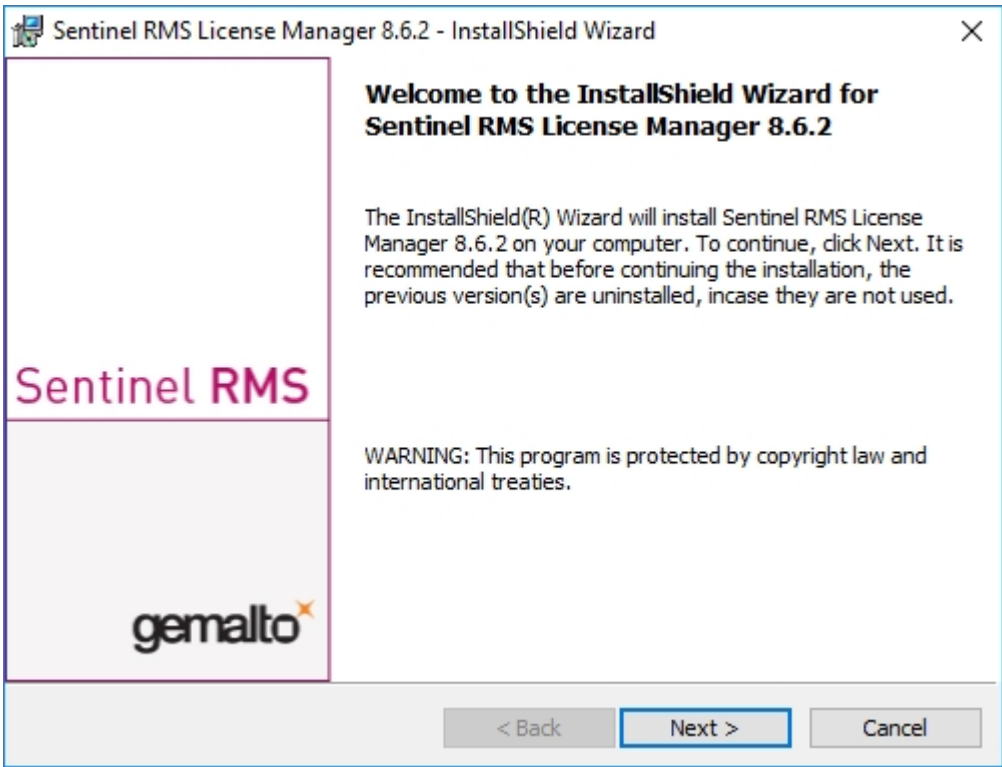 Sentinel RMS License Manager 8.6.2 - InstallShield Wizard
Welcome to the InstallShield Wizard for
Sentinel RMS License Manager 8.6.2
The InstallShield(R) Wizard will install Sentinel RMS License
Manager 8.6.2 on your computer. To continue, click Next. It is
recommended that before continuing the installation, the
previous version(s) are uninstalled, incase they are not used.
Sentinel RMS
WARNING: This program is protected by copyright law and
international treaties.
gemalto
< Back
Next >
Cancel